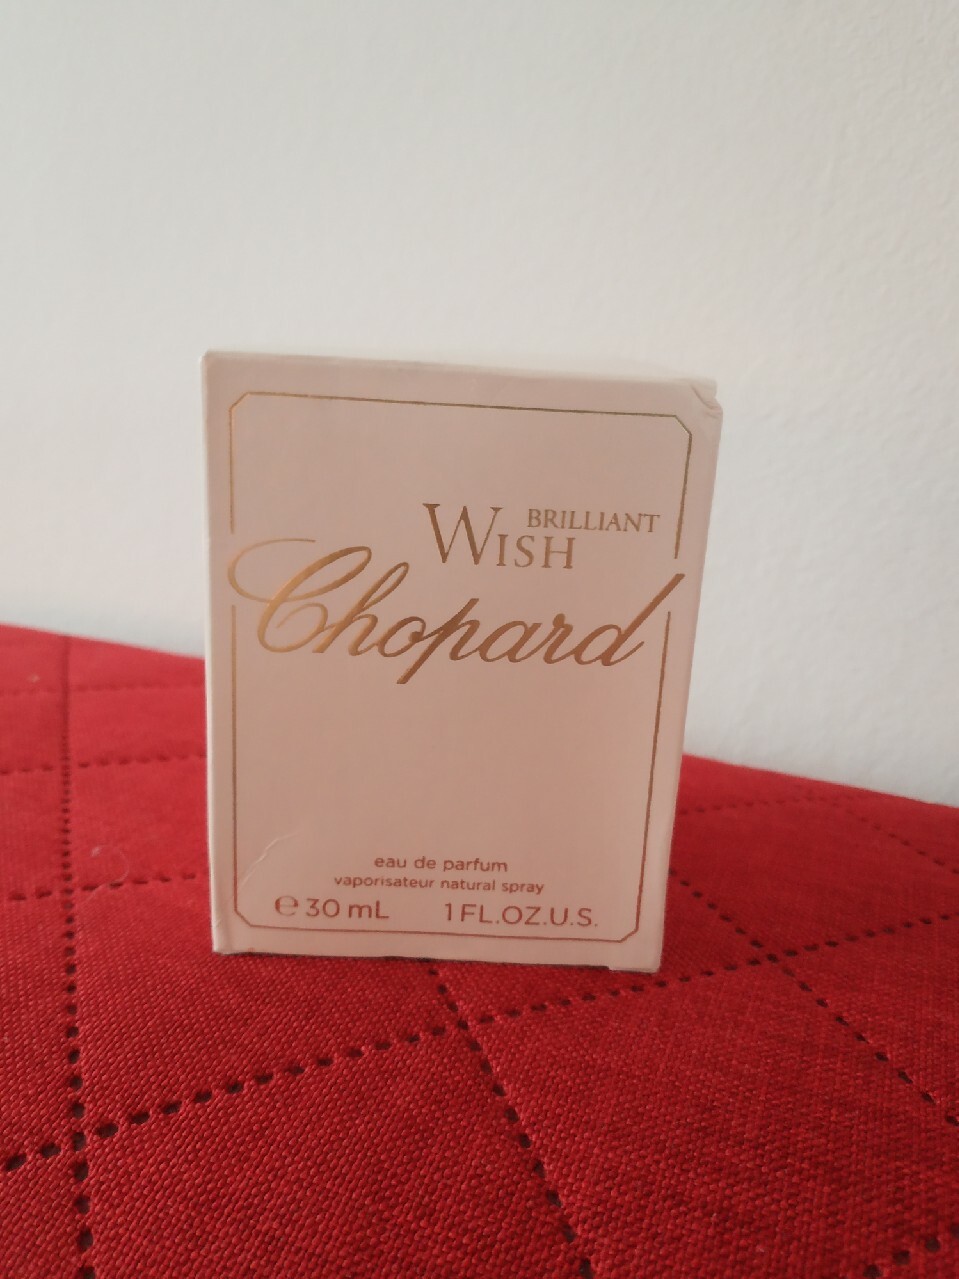 BRILLIANT
WISH
Chopard
eau de parfum
vaporisateur natural spray
℮ 30 mL 1 FL.OZ.U.S.